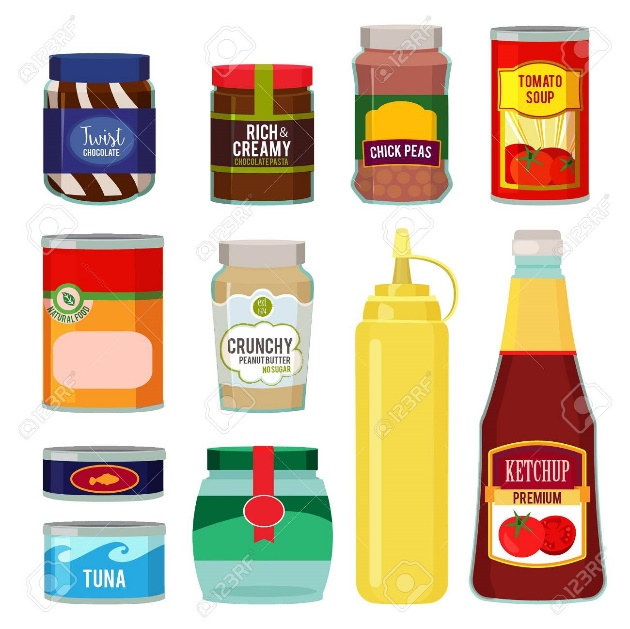 Twist
CHOCOLATE
RICH &
CREAMY
CHOCOLATE PASTA
CHICK PEAS
TOMATO
SOUP
NATURAL FOOD
CRUNCHY
PEANUT BUTTER
NO SUGAR
KETCHUP
PREMIUM
TUNA
123RF